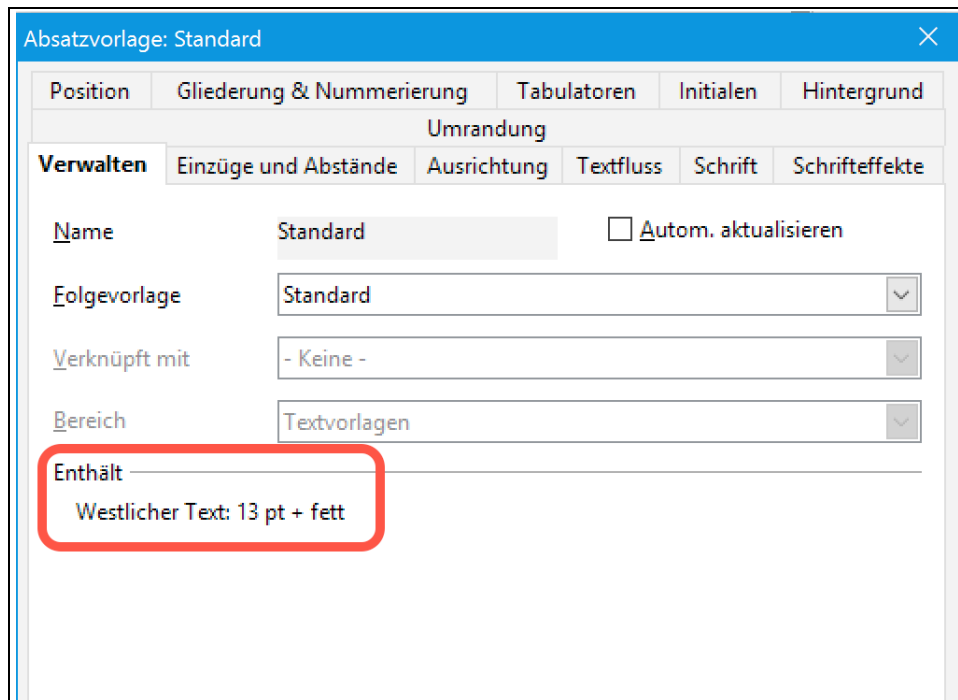 Absatzvorlage: Standard
Position Gliederung & Nummerierung Tabulatoren Initialen Hintergrund
Umrandung
Verwalten Einzüge und Abstände Ausrichtung Textfluss Schrift Schrifteffekte
Name Standard Autom. aktualisieren
Folgevorlage Standard
Verknüpft mit - Keine -
Bereich Textvorlagen
Enthält
Westlicher Text: 13 pt + fett